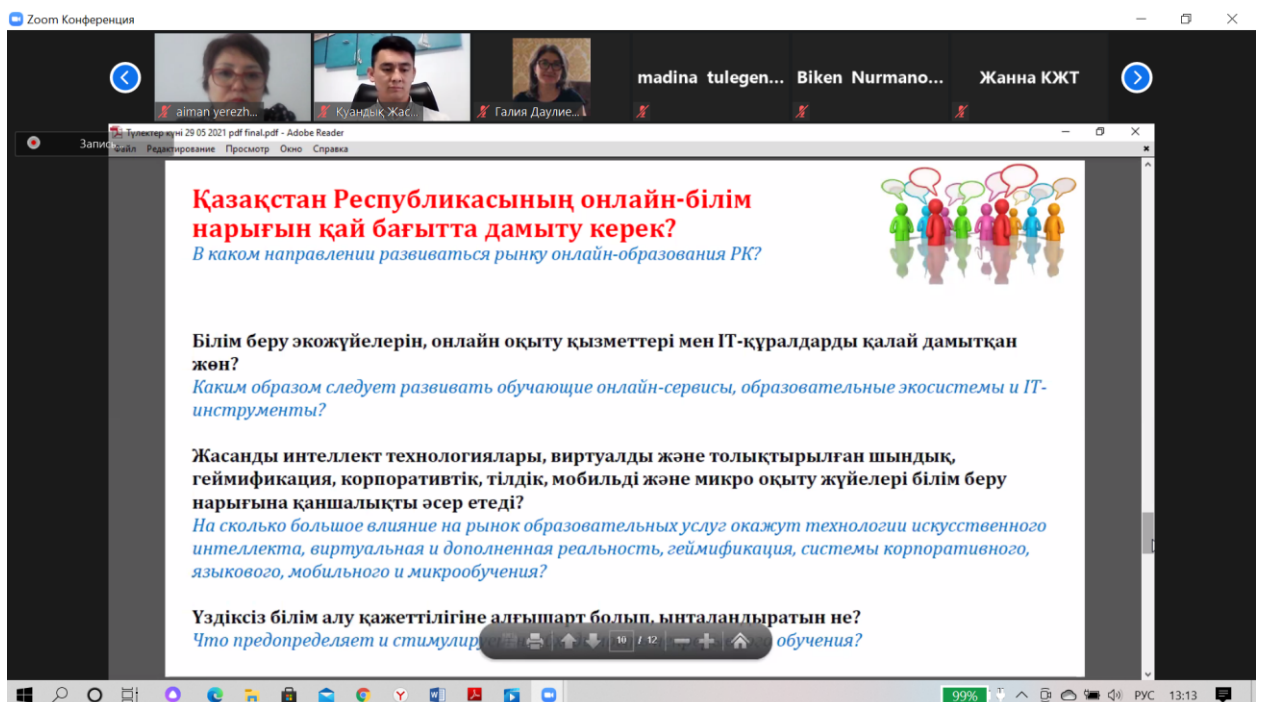 Zoom Конференция
aiman yerezh...
Куандық Жас...
Галия Даулие...
madina tulegen...
Biken Nurmano...
Жанна КЖТ
Запись
Түлектер күні 29 05 2021 pdf final.pdf - Adobe Reader
Файл Редактирование Просмотр Окно Справка
Қазақстан Республикасының онлайн-білім
нарығын қай бағытта дамыту керек?
В каком направлении развиваться рынку онлайн-образования РК?
Білім беру экожүйелерін, онлайн оқыту қызметтері мен IT-құралдарды қалай дамытқан
жөн?
Каким образом следует развивать обучающие онлайн-сервисы, образовательные экосистемы и IT-
инструменты?
Жасанды интеллект технологиялары, виртуалды және толықтырылған шындық,
геймификация, корпоративтік, тілдік, мобильді және микро оқыту жүйелері білім беру
нарығына қаншалықты әсер етеді?
На сколько большое влияние на рынок образовательных услуг окажут технологии искусственного
интеллекта, виртуальная и дополненная реальность, геймификация, системы корпоративного,
языкового, мобильного и микрообучения?
Үздіксіз білім алу қажеттілігіне алғышарт болып, ынталандыратын не?
Что предопределяет и стимулиру обучения?
10 / 12
99% РУС 13:13